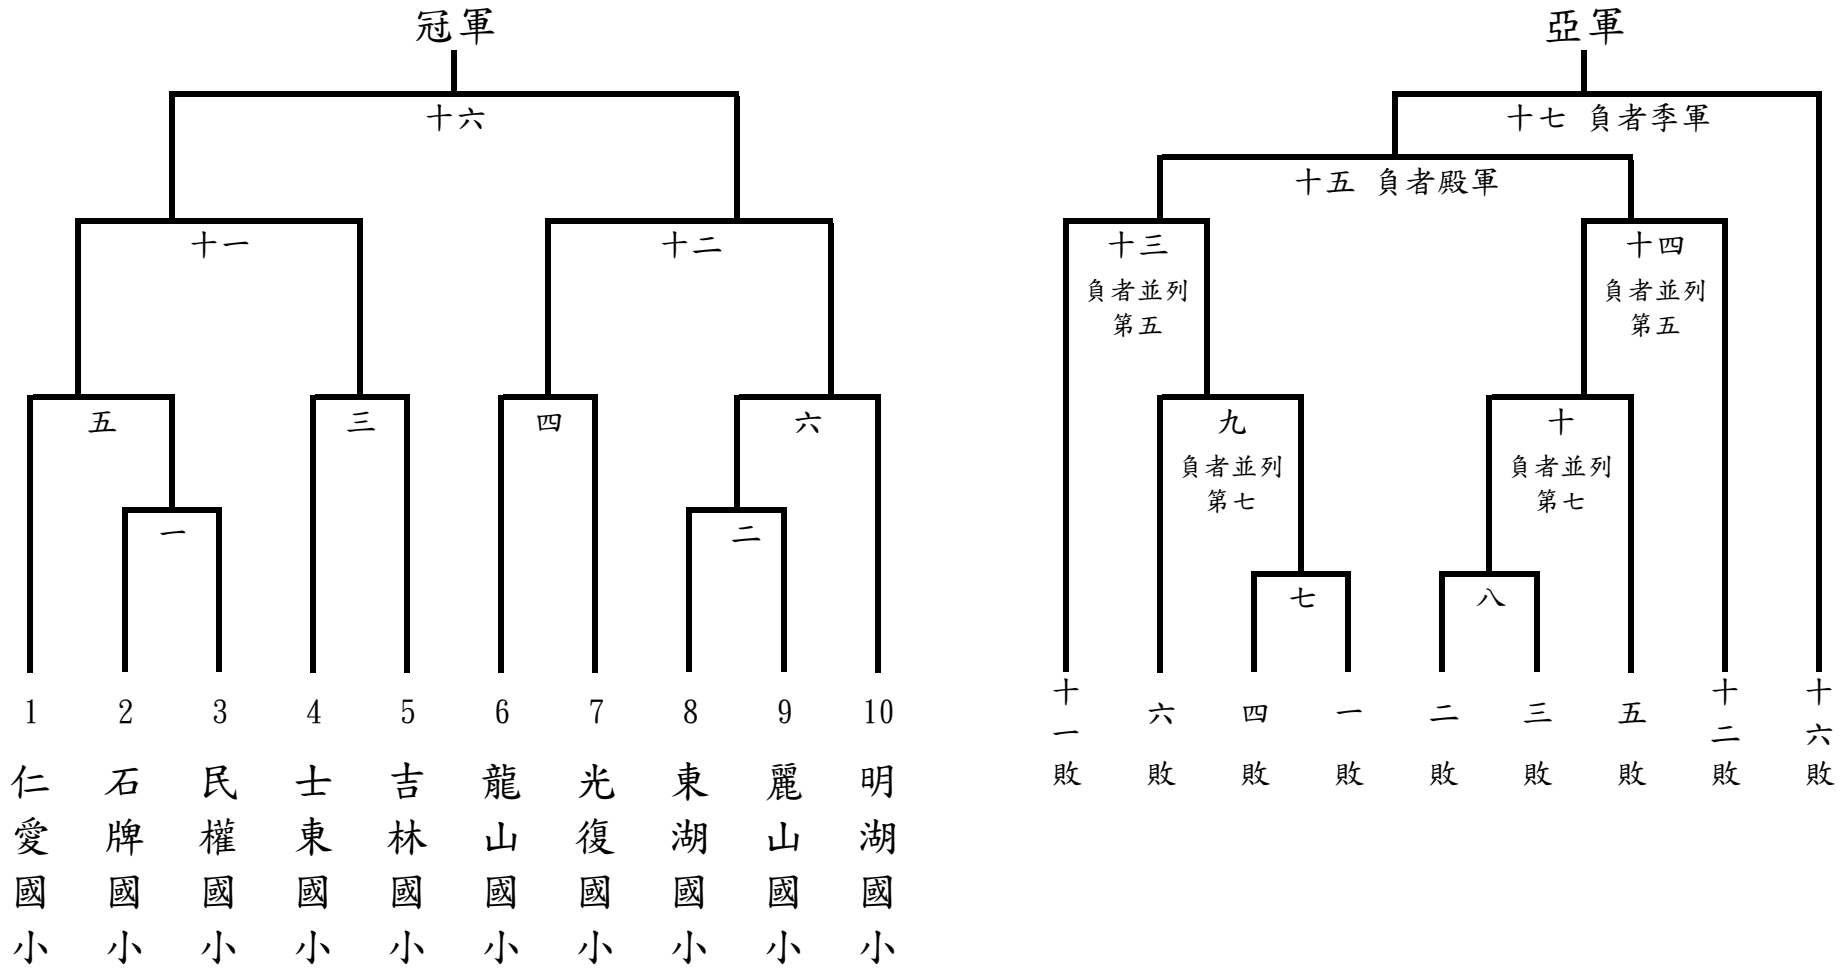 冠軍
十六
十一
十二
五
三
四
六
一
二
1
2
3
4
5
6
7
8
9
10
仁愛國小
石牌國小
民權國小
士東國小
吉林國小
龍山國小
光復國小
東湖國小
麗山國小
明湖國小
亞軍
十七 負者季軍
十五 負者殿軍
十三
負者並列
第五
十四
負者並列
第五
九
負者並列
第七
十
負者並列
第七
七
八
十一敗
六敗
四敗
一敗
二敗
三敗
五敗
十二敗
十六敗